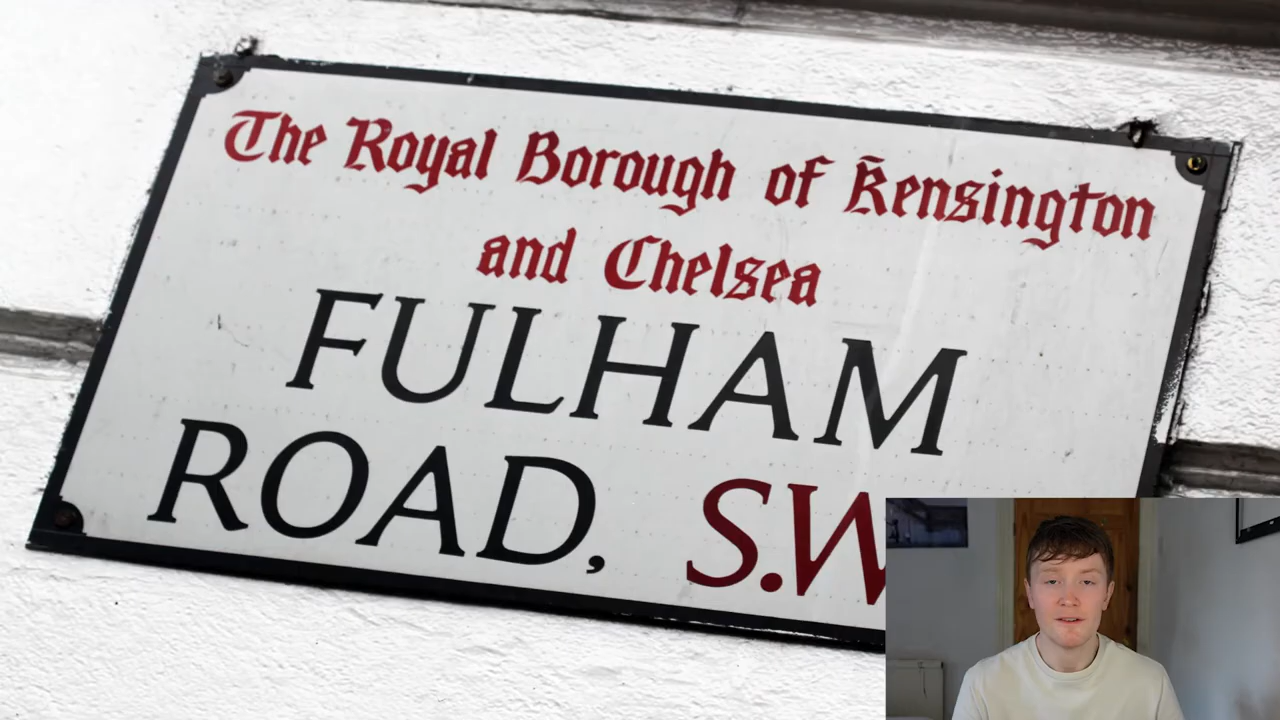 The Royal Borough of Kensington
and Chelsea
FULHAM
ROAD, S.W